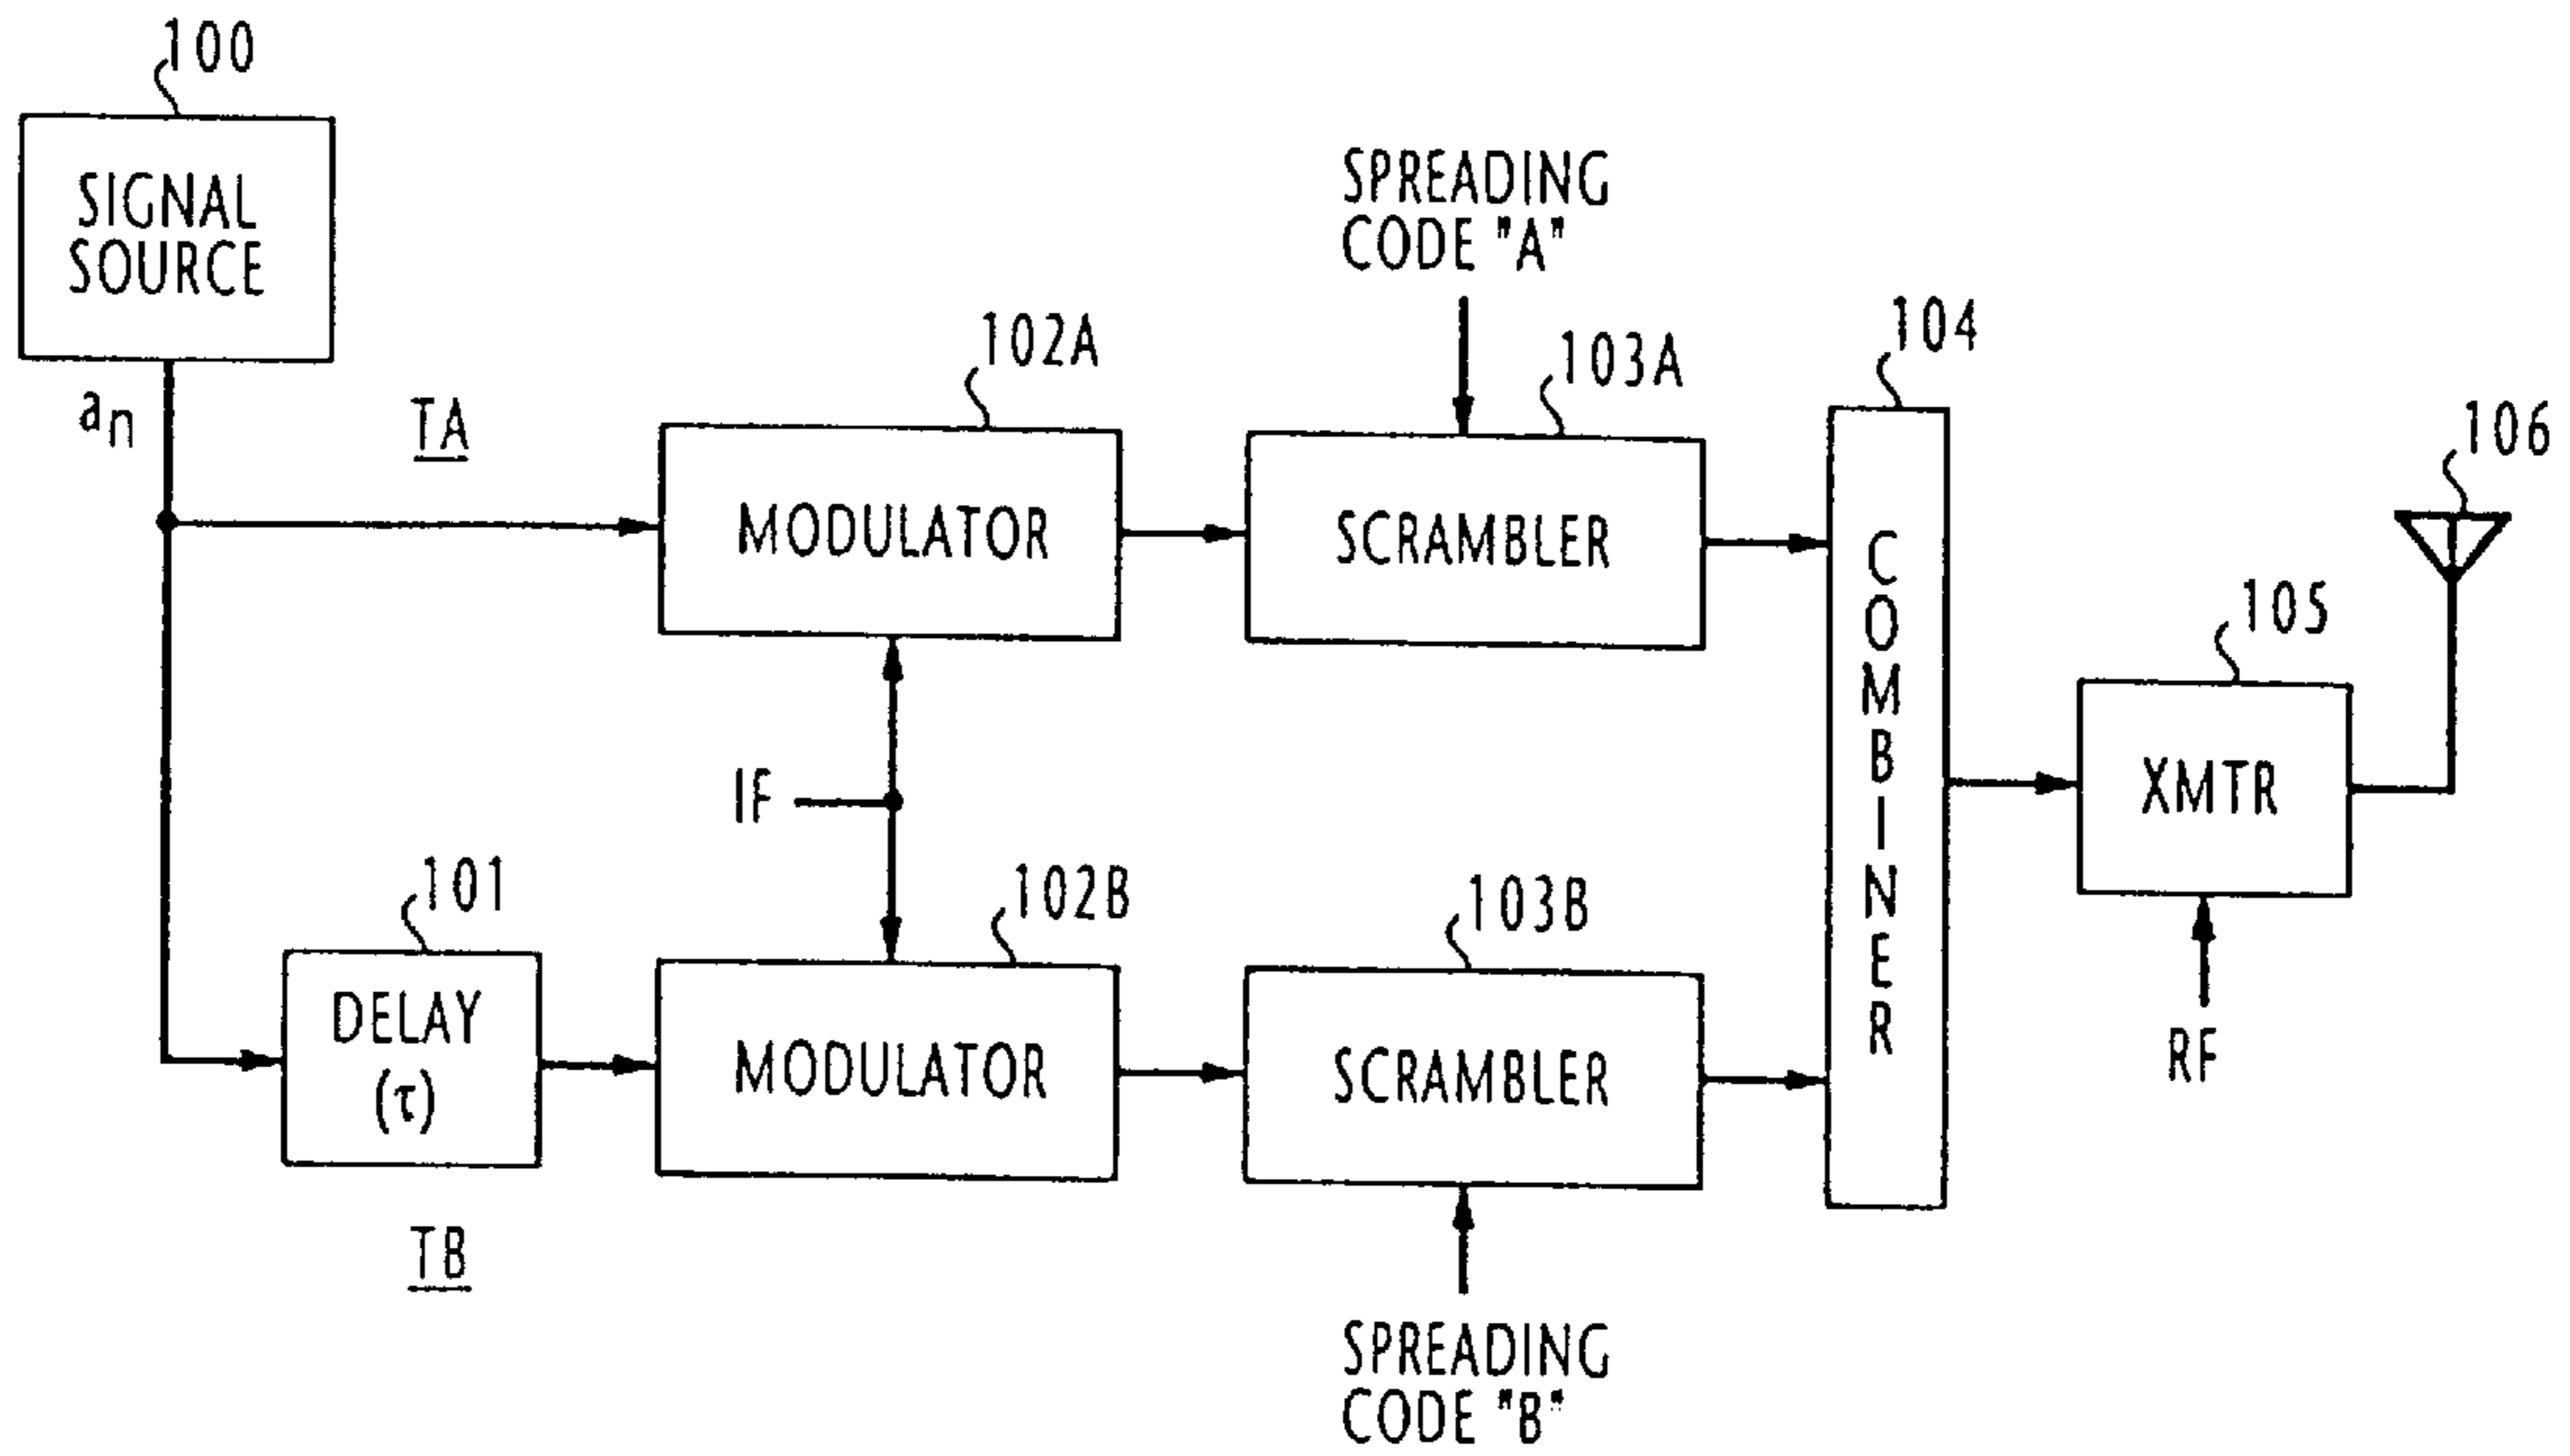 100
SIGNAL
SOURCE
an
TA
102A
MODULATOR
SPREADING
CODE "A"
103A
SCRAMBLER
104
COMBINER
106
105
XMTR
RF
IF
101
DELAY
(τ)
TB
102B
MODULATOR
103B
SCRAMBLER
SPREADING
CODE "B"